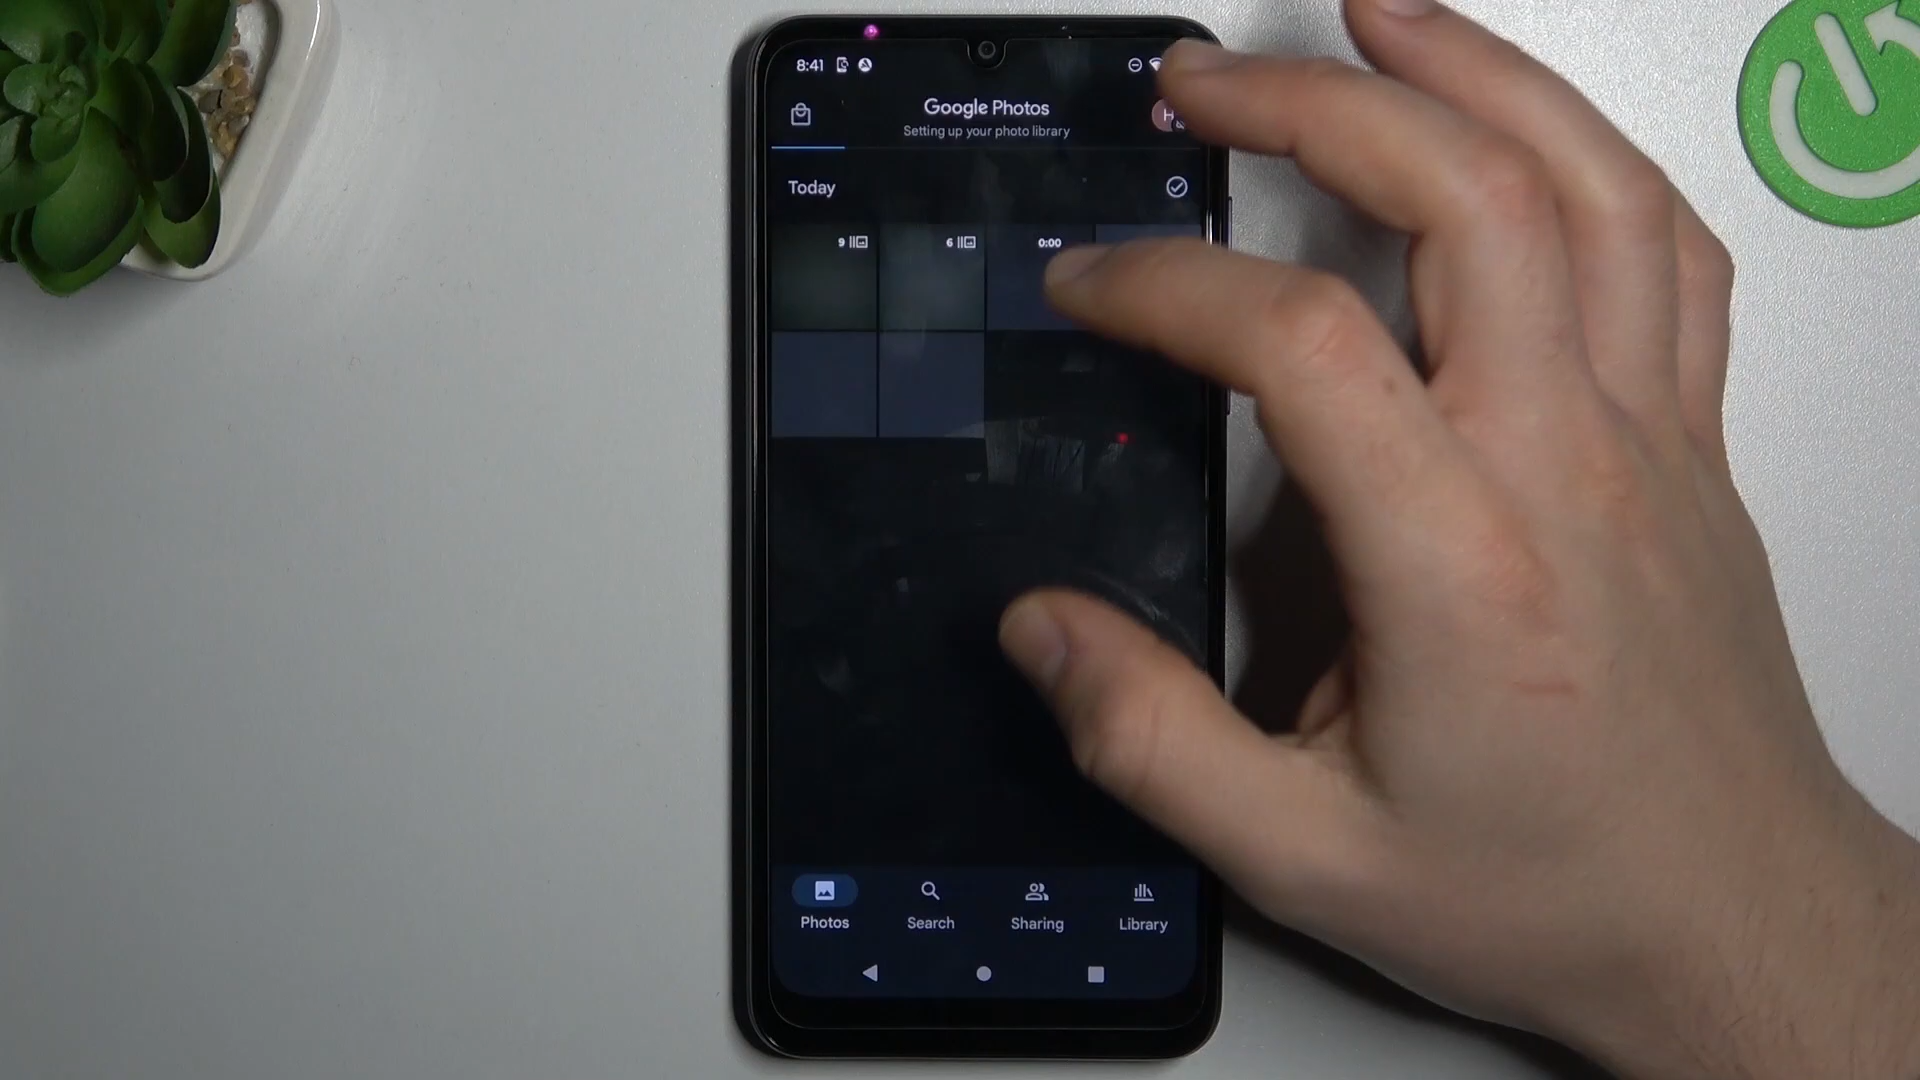 8:41
Google Photos
Setting up your photo library
H
Today
9
6
0:00
Photos
Search
Sharing
Library